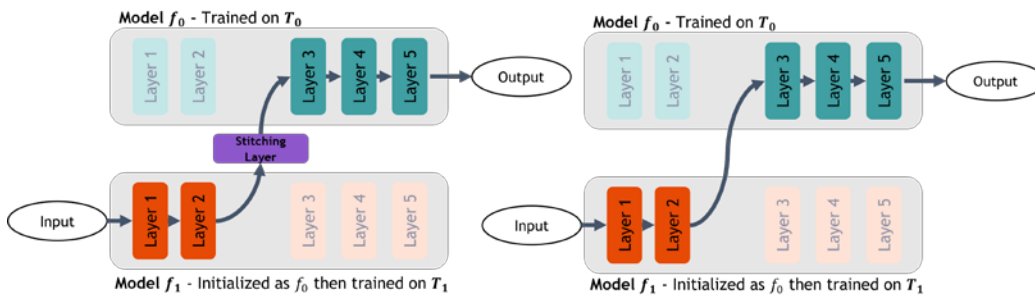 Model f₀ - Trained on T₀
Layer 1
Layer 2
Layer 3
Layer 4
Layer 5
Output
Stitching
Layer
Input
Layer 1
Layer 2
Layer 3
Layer 4
Layer 5
Model f₁ - Initialized as f₀ then trained on T₁
Model f₀ - Trained on T₀
Layer 1
Layer 2
Layer 3
Layer 4
Layer 5
Output
Input
Layer 1
Layer 2
Layer 3
Layer 4
Layer 5
Model f₁ - Initialized as f₀ then trained on T₁